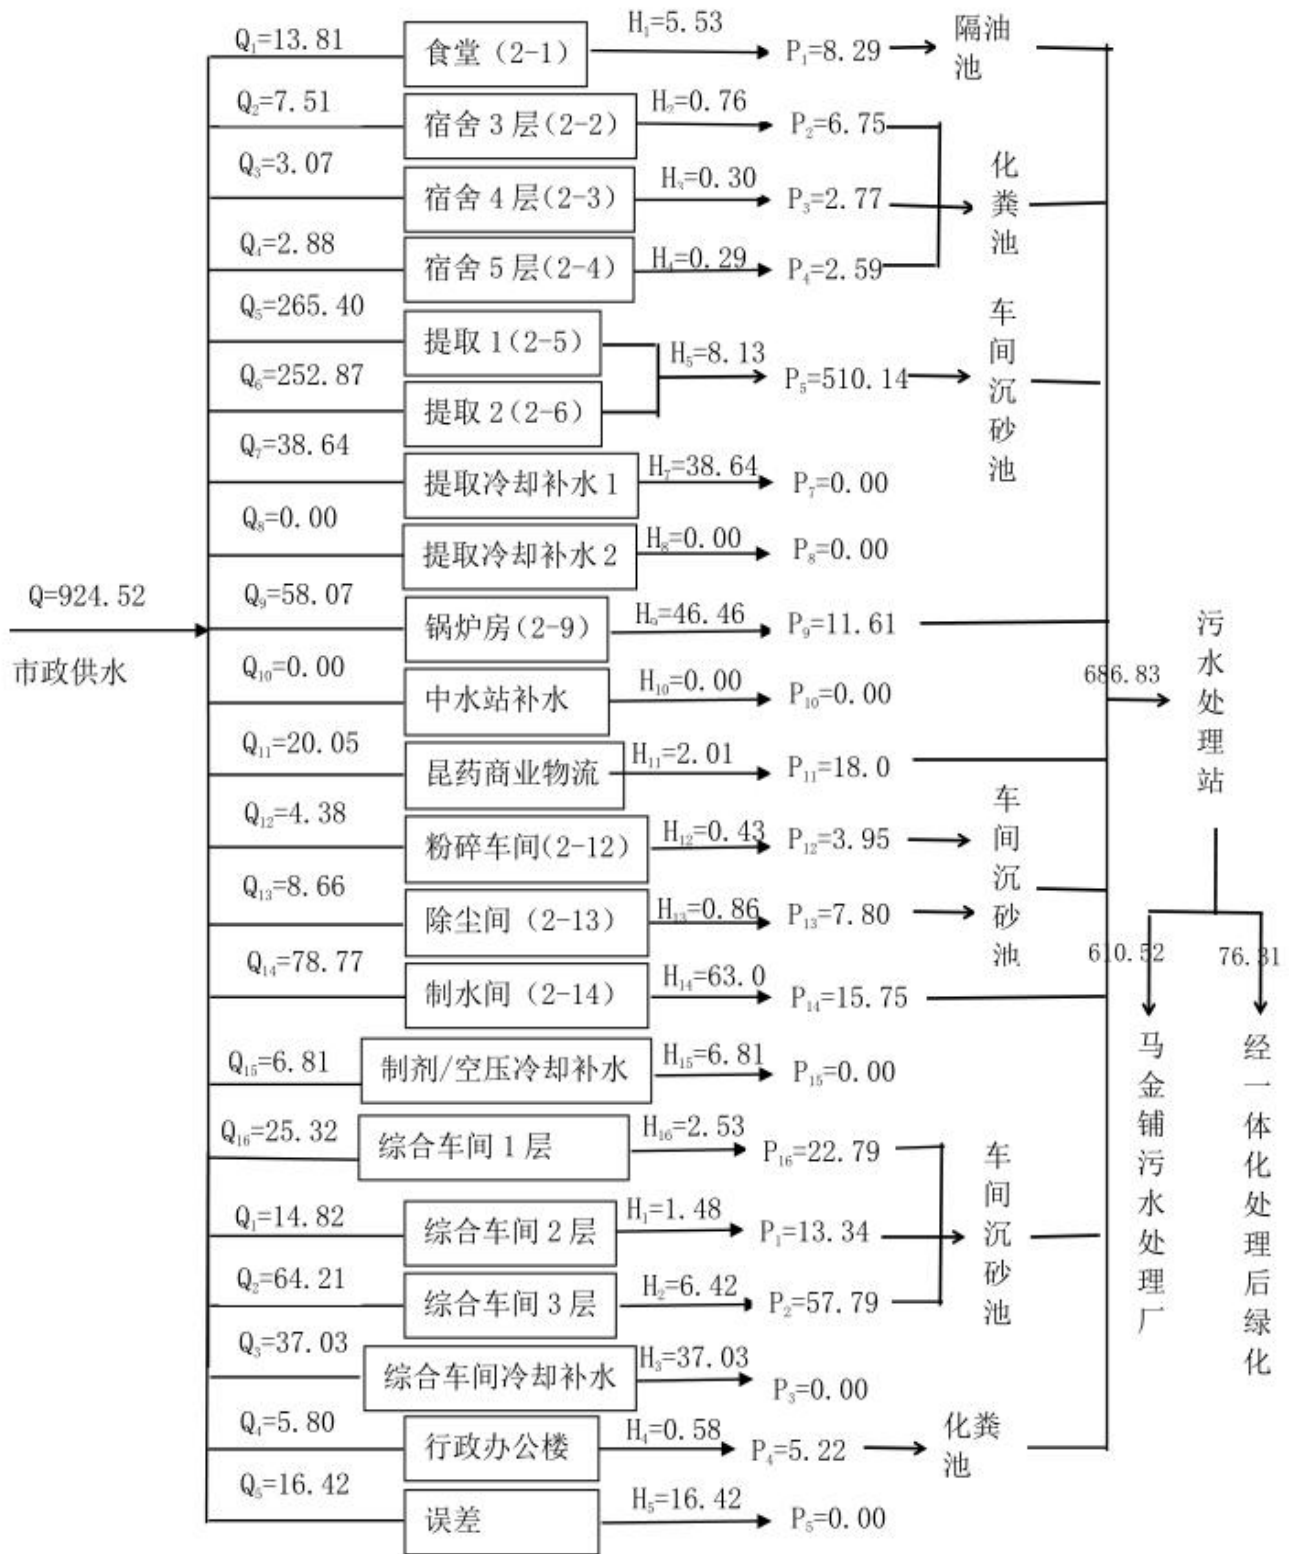 Q₁=13.81
食堂（2-1）
H₁=5.53
P₁=8.29
隔油
池
Q₂=7.51
宿舍 3 层(2-2)
H₂=0.76
P₂=6.75
Q₃=3.07
宿舍 4 层(2-3)
H₃=0.30
P₃=2.77
化
粪
池
Q₄=2.88
宿舍 5 层(2-4)
H₄=0.29
P₄=2.59
Q₅=265.40
提取 1(2-5)
H₅=8.13
P₅=510.14
车
间
沉
砂
池
Q₆=252.87
提取 2(2-6)
Q₇=38.64
提取冷却补水 1
H₇=38.64
P₇=0.00
Q₈=0.00
提取冷却补水 2
H₈=0.00
P₈=0.00
Q=924.52
市政供水
Q₉=58.07
锅炉房(2-9)
H₉=46.46
P₉=11.61
Q₁₀=0.00
中水站补水
H₁₀=0.00
P₁₀=0.00
686.83
污
水
处
理
站
Q₁₁=20.05
昆药商业物流
H₁₁=2.01
P₁₁=18.0
Q₁₂=4.38
粉碎车间(2-12)
H₁₂=0.43
P₁₂=3.95
车
间
沉
砂
池
Q₁₃=8.66
除尘间（2-13）
H₁₃=0.86
P₁₃=7.80
Q₁₄=78.77
制水间（2-14）
H₁₄=63.0
P₁₄=15.75
610.52
76.31
Q₁₅=6.81
制剂/空压冷却补水
H₁₅=6.81
P₁₅=0.00
马
金
铺
污
水
处
理
厂
经
一
体
化
处
理
后
绿
化
Q₁₆=25.32
综合车间 1 层
H₁₆=2.53
P₁₆=22.79
车
间
沉
砂
池
Q₁=14.82
综合车间 2 层
H₁=1.48
P₁=13.34
Q₂=64.21
综合车间 3 层
H₂=6.42
P₂=57.79
Q₃=37.03
综合车间冷却补水
H₃=37.03
P₃=0.00
Q₄=5.80
行政办公楼
H₄=0.58
P₄=5.22
化粪
池
Q₅=16.42
误差
H₅=16.42
P₅=0.00